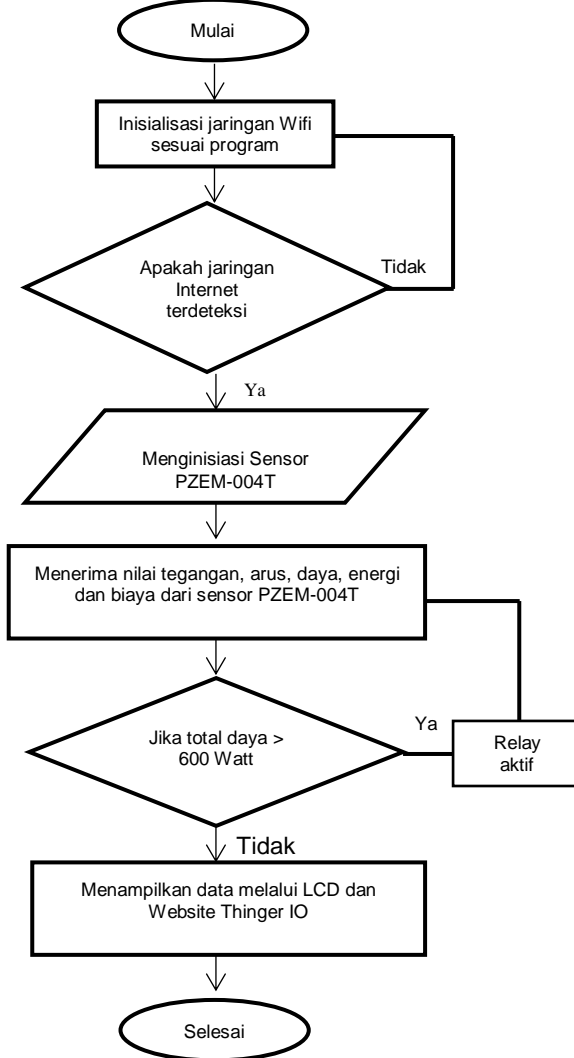 Mulai
Inisialisasi jaringan Wifi
sesuai program
Apakah jaringan
Internet
terdeteksi
Tidak
Ya
Menginisiasi Sensor
PZEM-004T
Menerima nilai tegangan, arus, daya, energi
dan biaya dari sensor PZEM-004T
Jika total daya >
600 Watt
Ya
Relay
aktif
Tidak
Menampilkan data melalui LCD dan
Website Thinger IO
Selesai